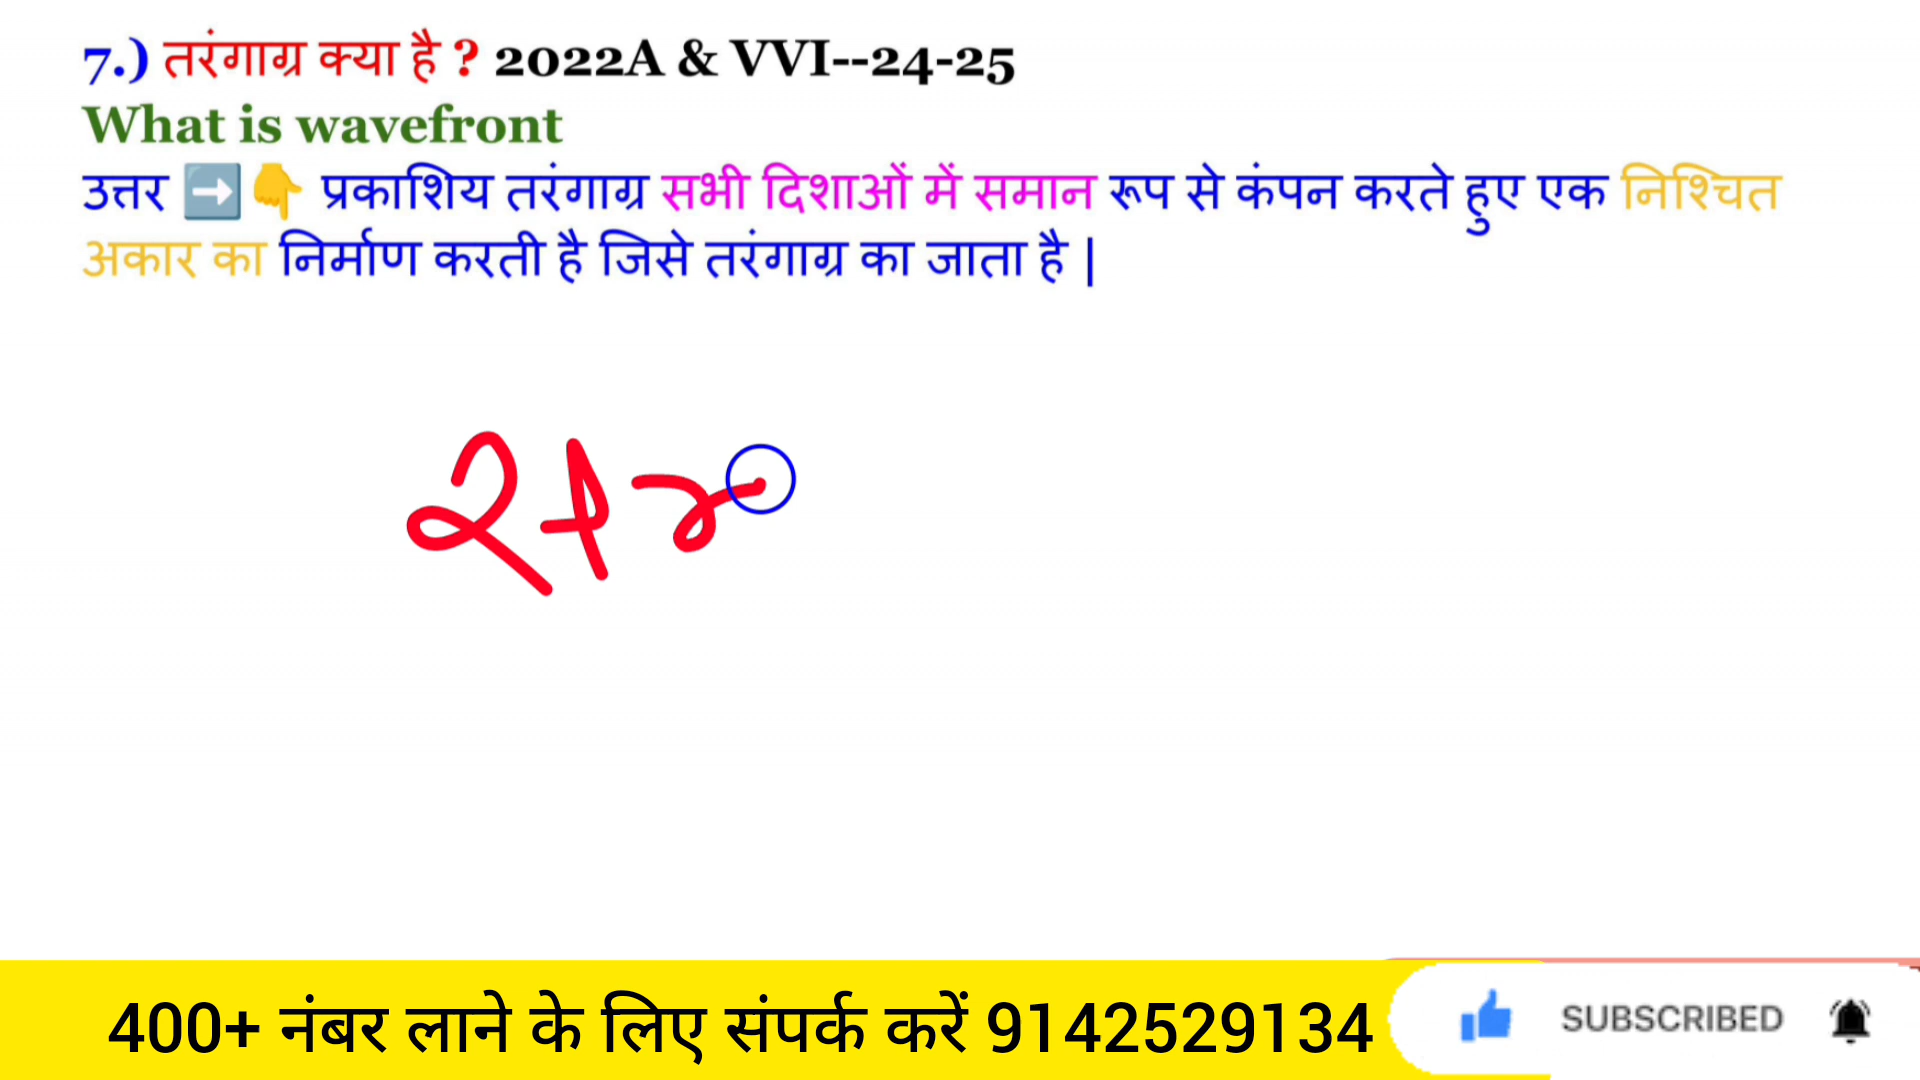 7.) तरंगाग्र क्या है ? 2022A & VVI--24-25
What is wavefront
उत्तर ➡️👇 प्रकाशिय तरंगाग्र सभी दिशाओं में समान रूप से कंपन करते हुए एक निश्चित
अकार का निर्माण करती है जिसे तरंगाग्र का जाता है |
400+ नंबर लाने के लिए संपर्क करें 9142529134
SUBSCRIBED